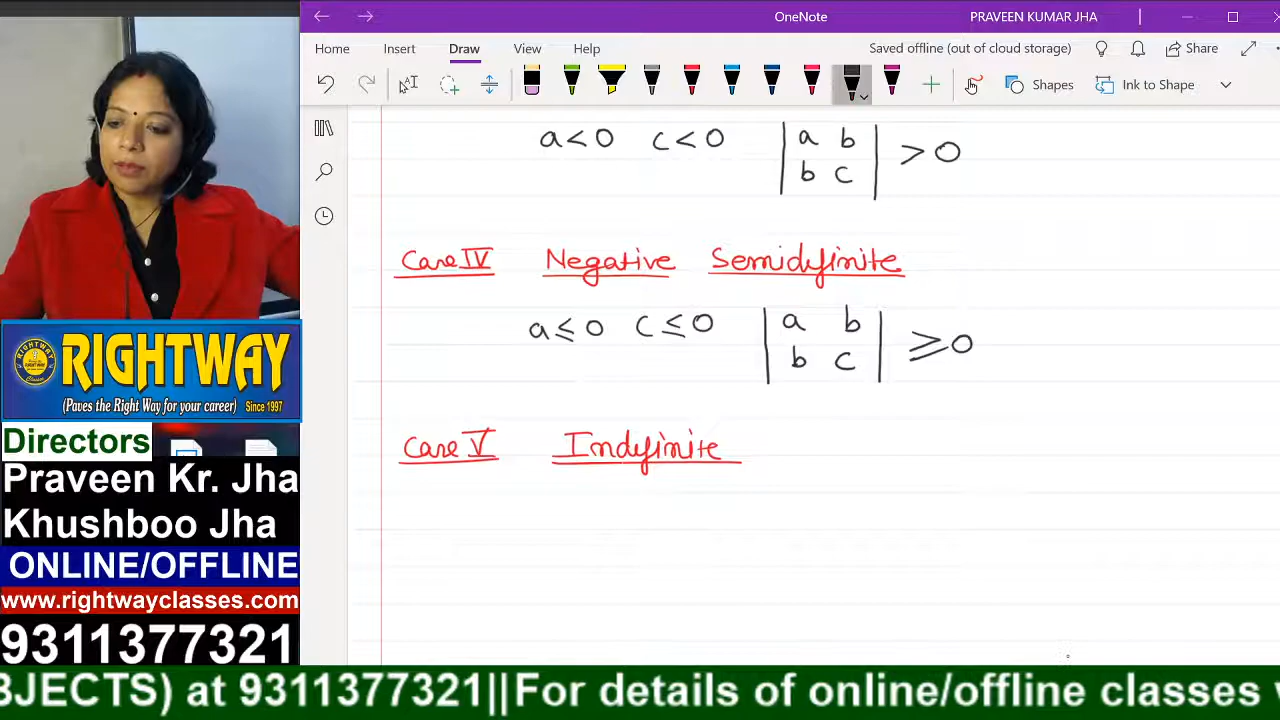 OneNote
PRAVEEN KUMAR JHA
Home Insert Draw View Help
Saved offline (out of cloud storage)
Share
Shapes
Ink to Shape
a<0 c<0 | a b | >0
| b c |
Case IV Negative Semidefinite
a≤0 c≤0 | a b | ≥0
| b c |
Case V Indefinite
RIGHTWAY
Classes
(Paves the Right Way for your career) Since 1997
Directors
Praveen Kr. Jha
Khushboo Jha
ONLINE/OFFLINE
www.rightwayclasses.com
9311377321
BJECTS) at 9311377321||For details of online/offline classes